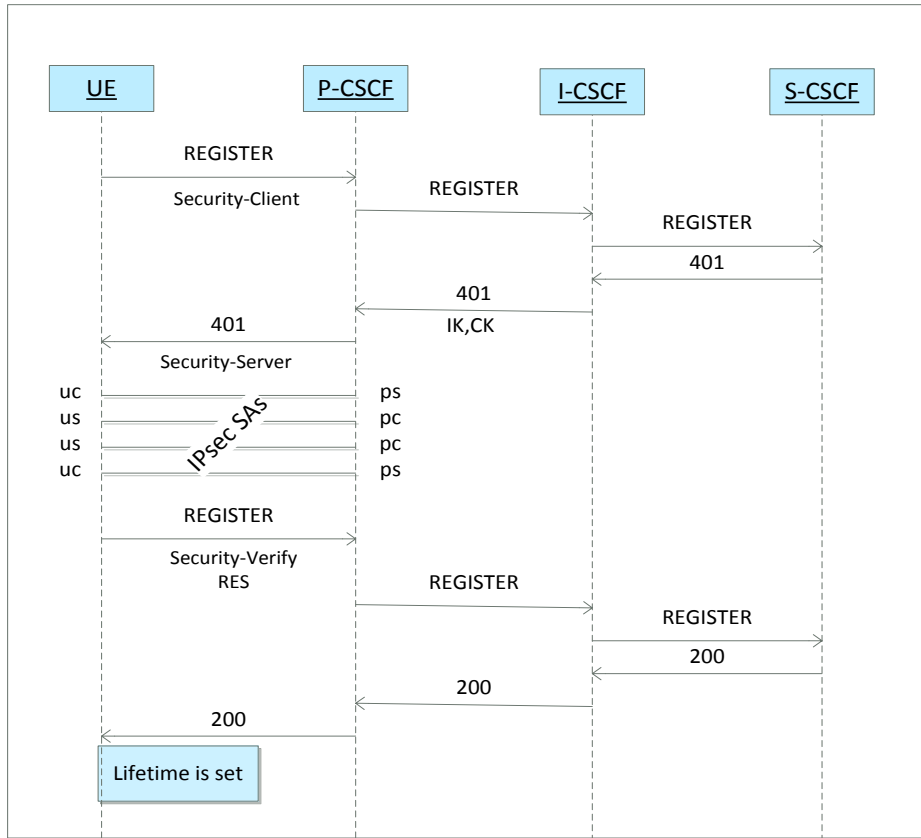 UE
P-CSCF
I-CSCF
S-CSCF
REGISTER
Security-Client
REGISTER
REGISTER
401
401
IK,CK
401
Security-Server
uc
ps
us
pc
IPsec SAs
us
pc
uc
ps
REGISTER
Security-Verify
RES
REGISTER
REGISTER
200
200
200
Lifetime is set